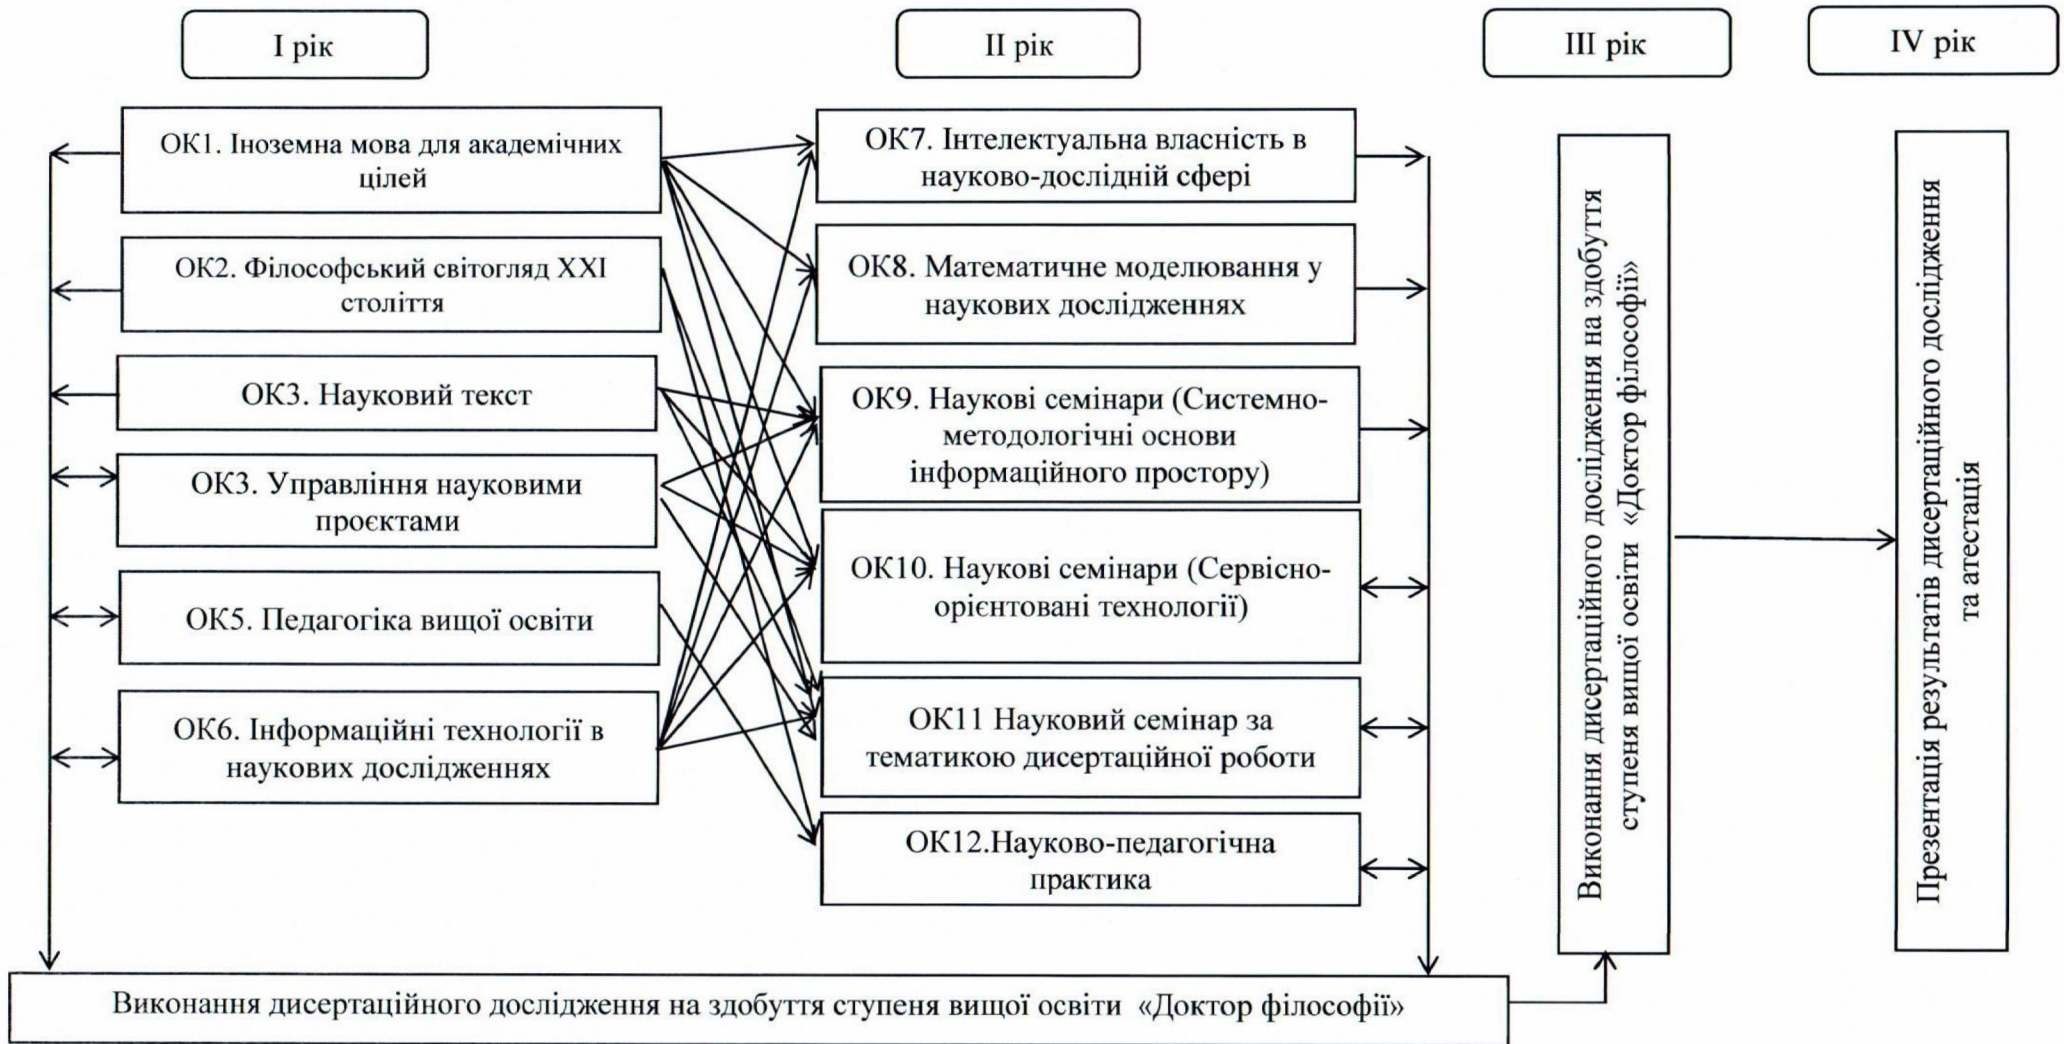 І рік
ІІ рік
ІІІ рік
IV рік
ОК1. Іноземна мова для академічних
цілей
ОК2. Філософський світогляд ХХІ
століття
ОК3. Науковий текст
ОК3. Управління науковими
проєктами
ОК5. Педагогіка вищої освіти
ОК6. Інформаційні технології в
наукових дослідженнях
ОК7. Інтелектуальна власність в
науково-дослідній сфері
ОК8. Математичне моделювання у
наукових дослідженнях
ОК9. Наукові семінари (Системно-
методологічні основи
інформаційного простору)
ОК10. Наукові семінари (Сервісно-
орієнтовані технології)
ОК11 Науковий семінар за
тематикою дисертаційної роботи
ОК12.Науково-педагогічна
практика
Виконання дисертаційного дослідження на здобуття
ступеня вищої освіти «Доктор філософії»
Презентація результатів дисертаційного дослідження
та атестація
Виконання дисертаційного дослідження на здобуття ступеня вищої освіти «Доктор філософії»